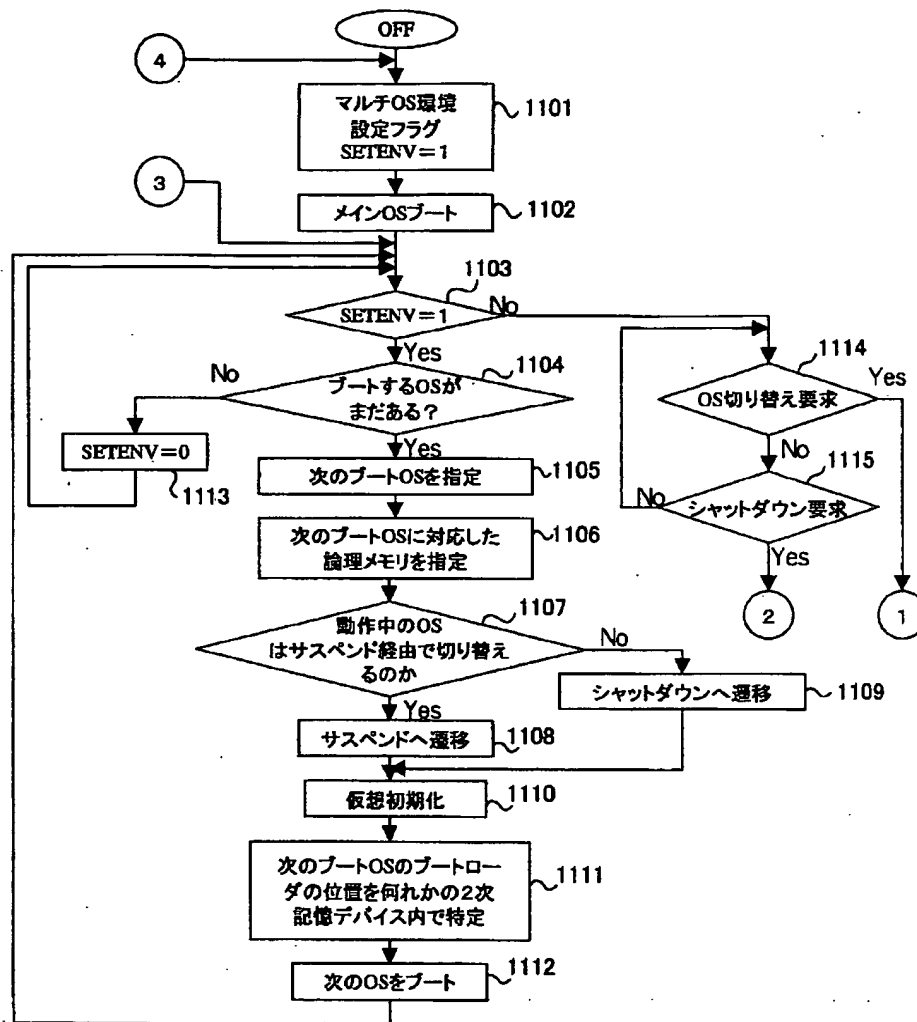 OFF
4
マルチOS環境
設定フラグ
SETENV=1
1101
3
メインOSブート
1102
1103
SETENV=1
No
Yes
1104
No
ブートするOSが
まだある?
Yes
1114
OS切り替え要求
Yes
No
SETENV=0
1113
次のブートOSを指定
1105
1115
No
シャットダウン要求
Yes
次のブートOSに対応した
論理メモリを指定
1106
2
1
1107
動作中のOS
はサスペンド経由で切り替え
るのか
No
Yes
シャットダウンへ遷移
1109
サスペンドへ遷移
1108
仮想初期化
1110
次のブートOSのブートロー
ダの位置を何れかの2次
記憶デバイス内で特定
1111
次のOSをブート
1112